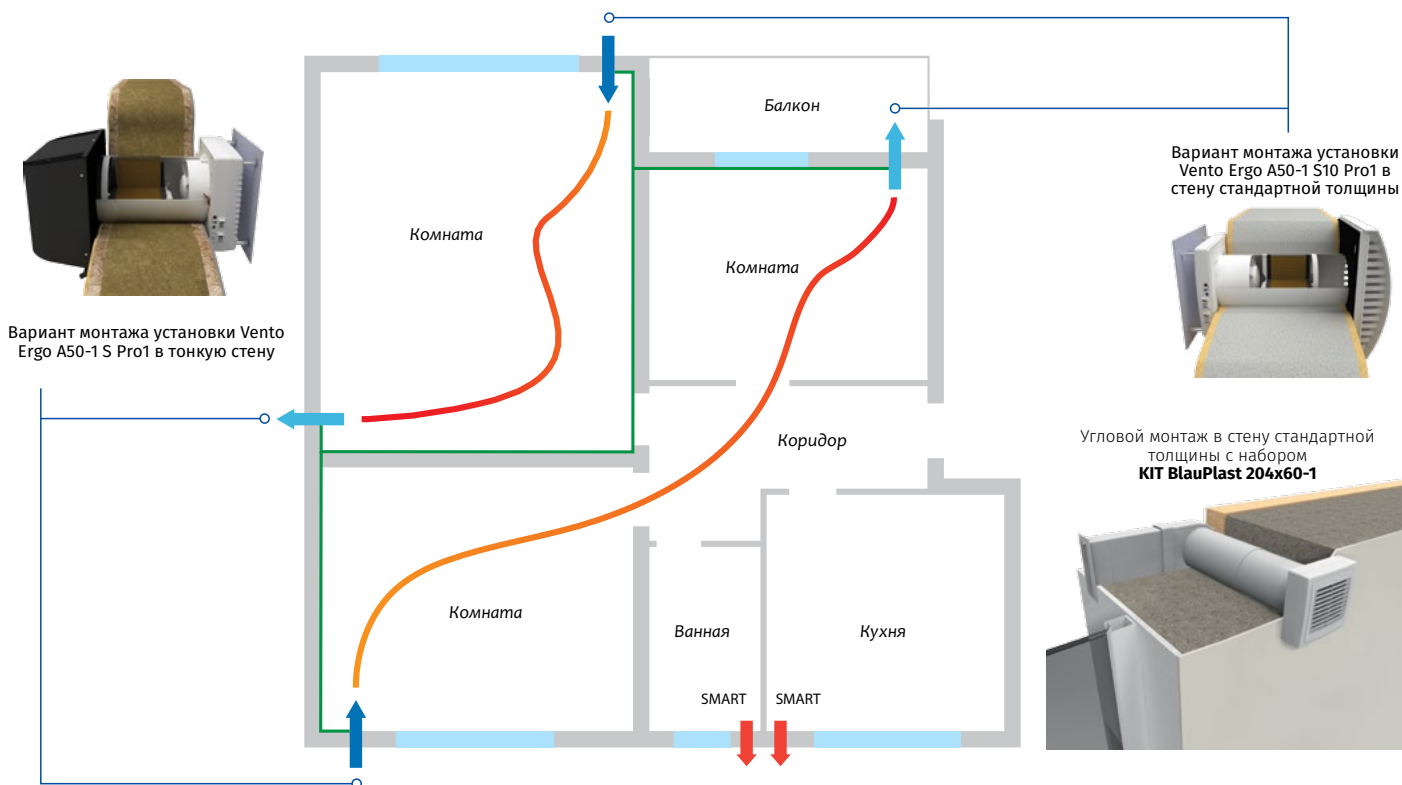 Балкон
Вариант монтажа установки
Vento Ergo A50-1 S10 Pro1 в
стену стандартной толщины
Комната
Комната
Вариант монтажа установки Vento
Ergo A50-1 S Pro1 в тонкую стену
Коридор
Угловой монтаж в стену стандартной
толщины с набором
KIT BlauPlast 204x60-1
Комната
Ванная
Кухня
SMART
SMART